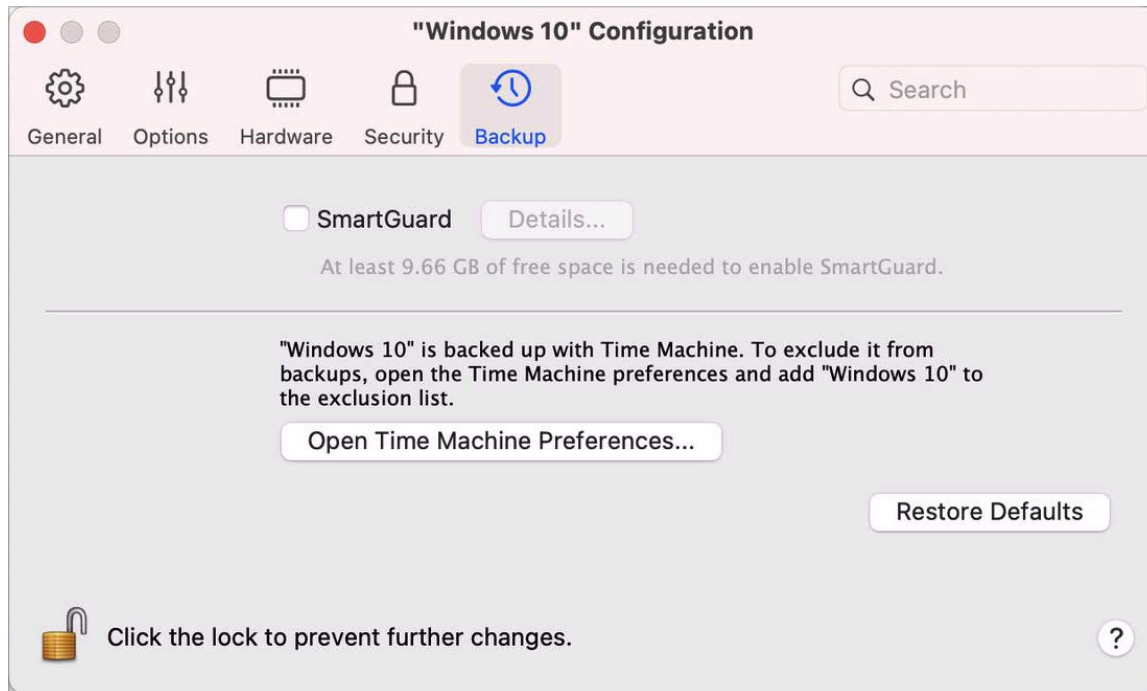 "Windows 10" Configuration
General Options Hardware Security Backup
Search
SmartGuard Details...
At least 9.66 GB of free space is needed to enable SmartGuard.
"Windows 10" is backed up with Time Machine. To exclude it from
backups, open the Time Machine preferences and add "Windows 10" to
the exclusion list.
Open Time Machine Preferences...
Restore Defaults
Click the lock to prevent further changes.
?